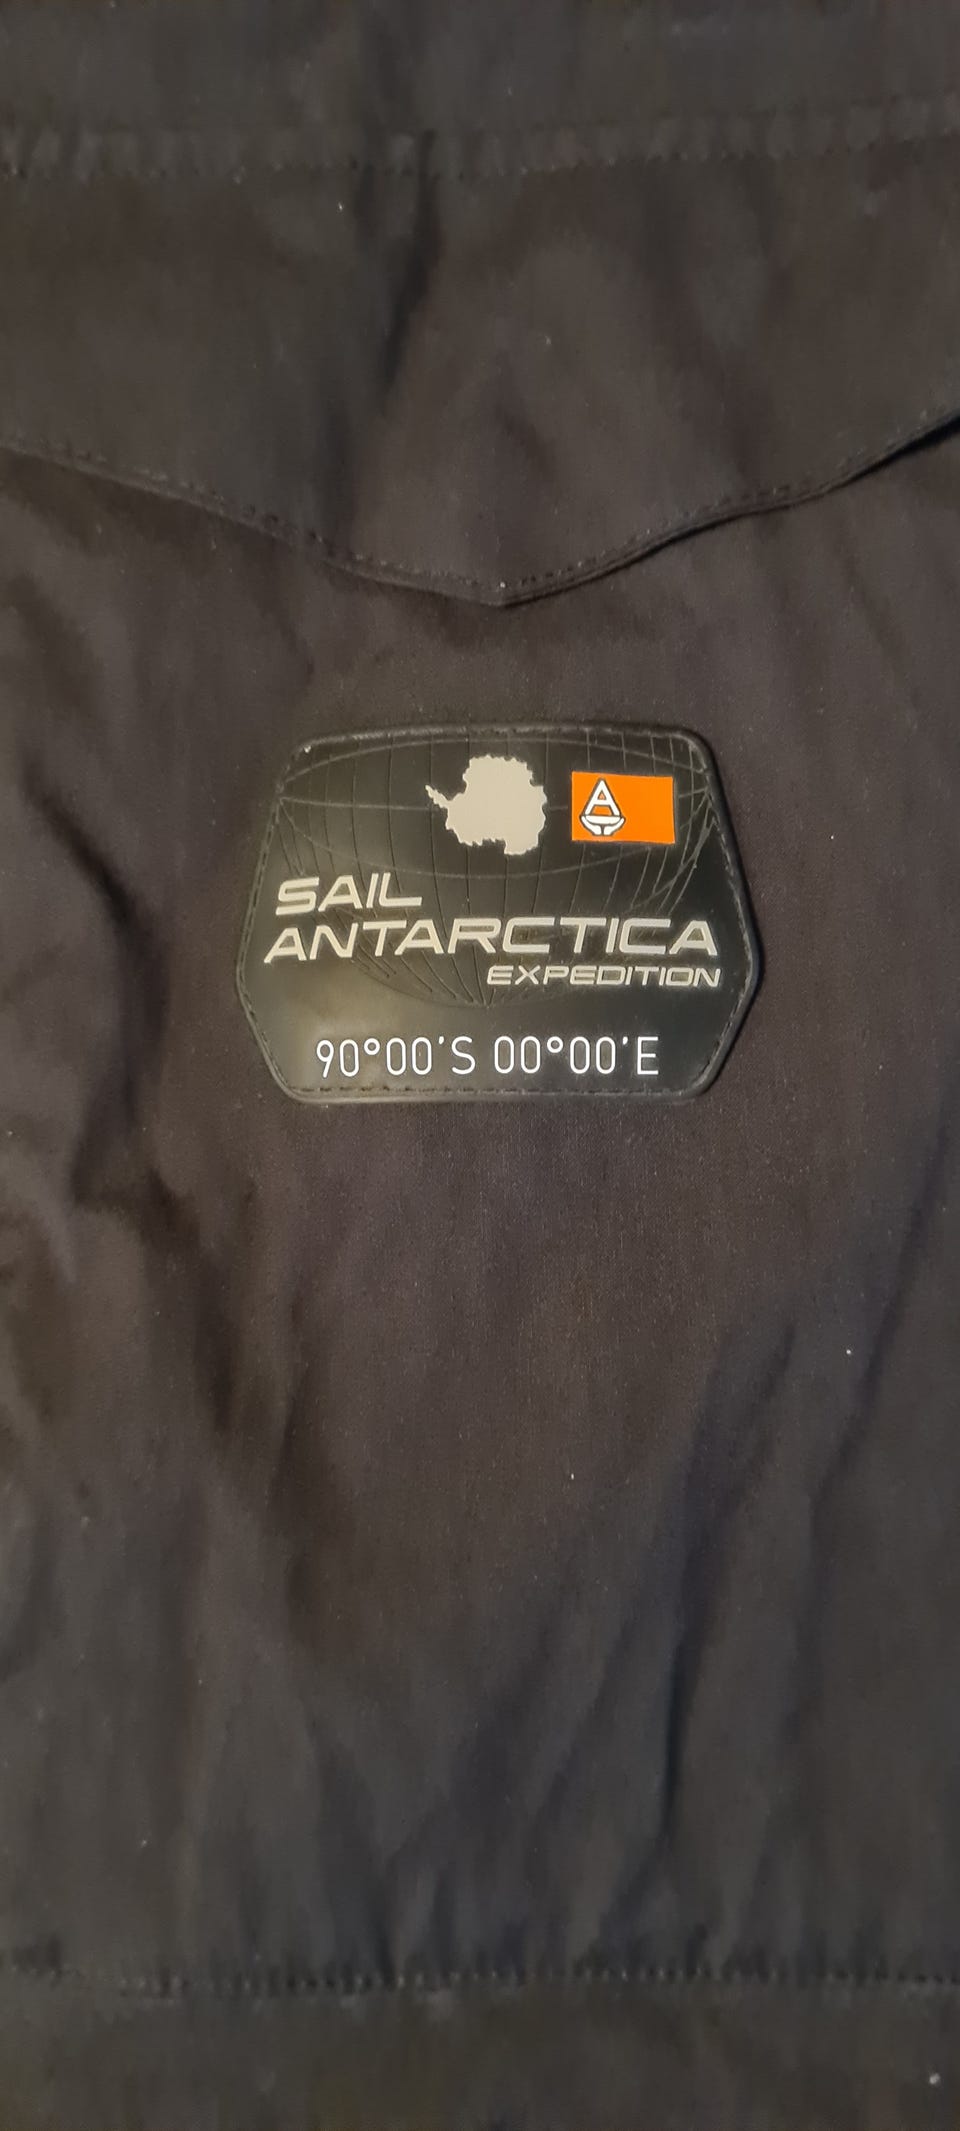 A
SAIL
ANTARCTICA
EXPEDITION
90°00'S 00°00'E